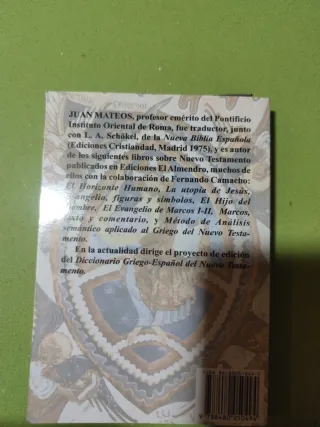 JUAN MATEOS, profesor emérito del Pontificio
Instituto Oriental de Roma, fue traductor, junto
con L. A. Schökel, de la Nueva Biblia Española
(Ediciones Cristiandad, Madrid 1975), y es autor
de los siguientes libros sobre Nuevo Testamento
publicados en Ediciones El Almendro, muchos de
ellos con la colaboración de Fernando Camacho:
El Horizonte Humano, La utopía de Jesús,
Evangelio, figuras y símbolos, El Hijo del
Hombre, El Evangelio de Marcos I-II, Marcos,
texto y comentario, y Método de Análisis
semántico aplicado al Griego del Nuevo Testa-
mento.
En la actualidad dirige el proyecto de edición
del Diccionario Griego-Español del Nuevo Testa-
mento.